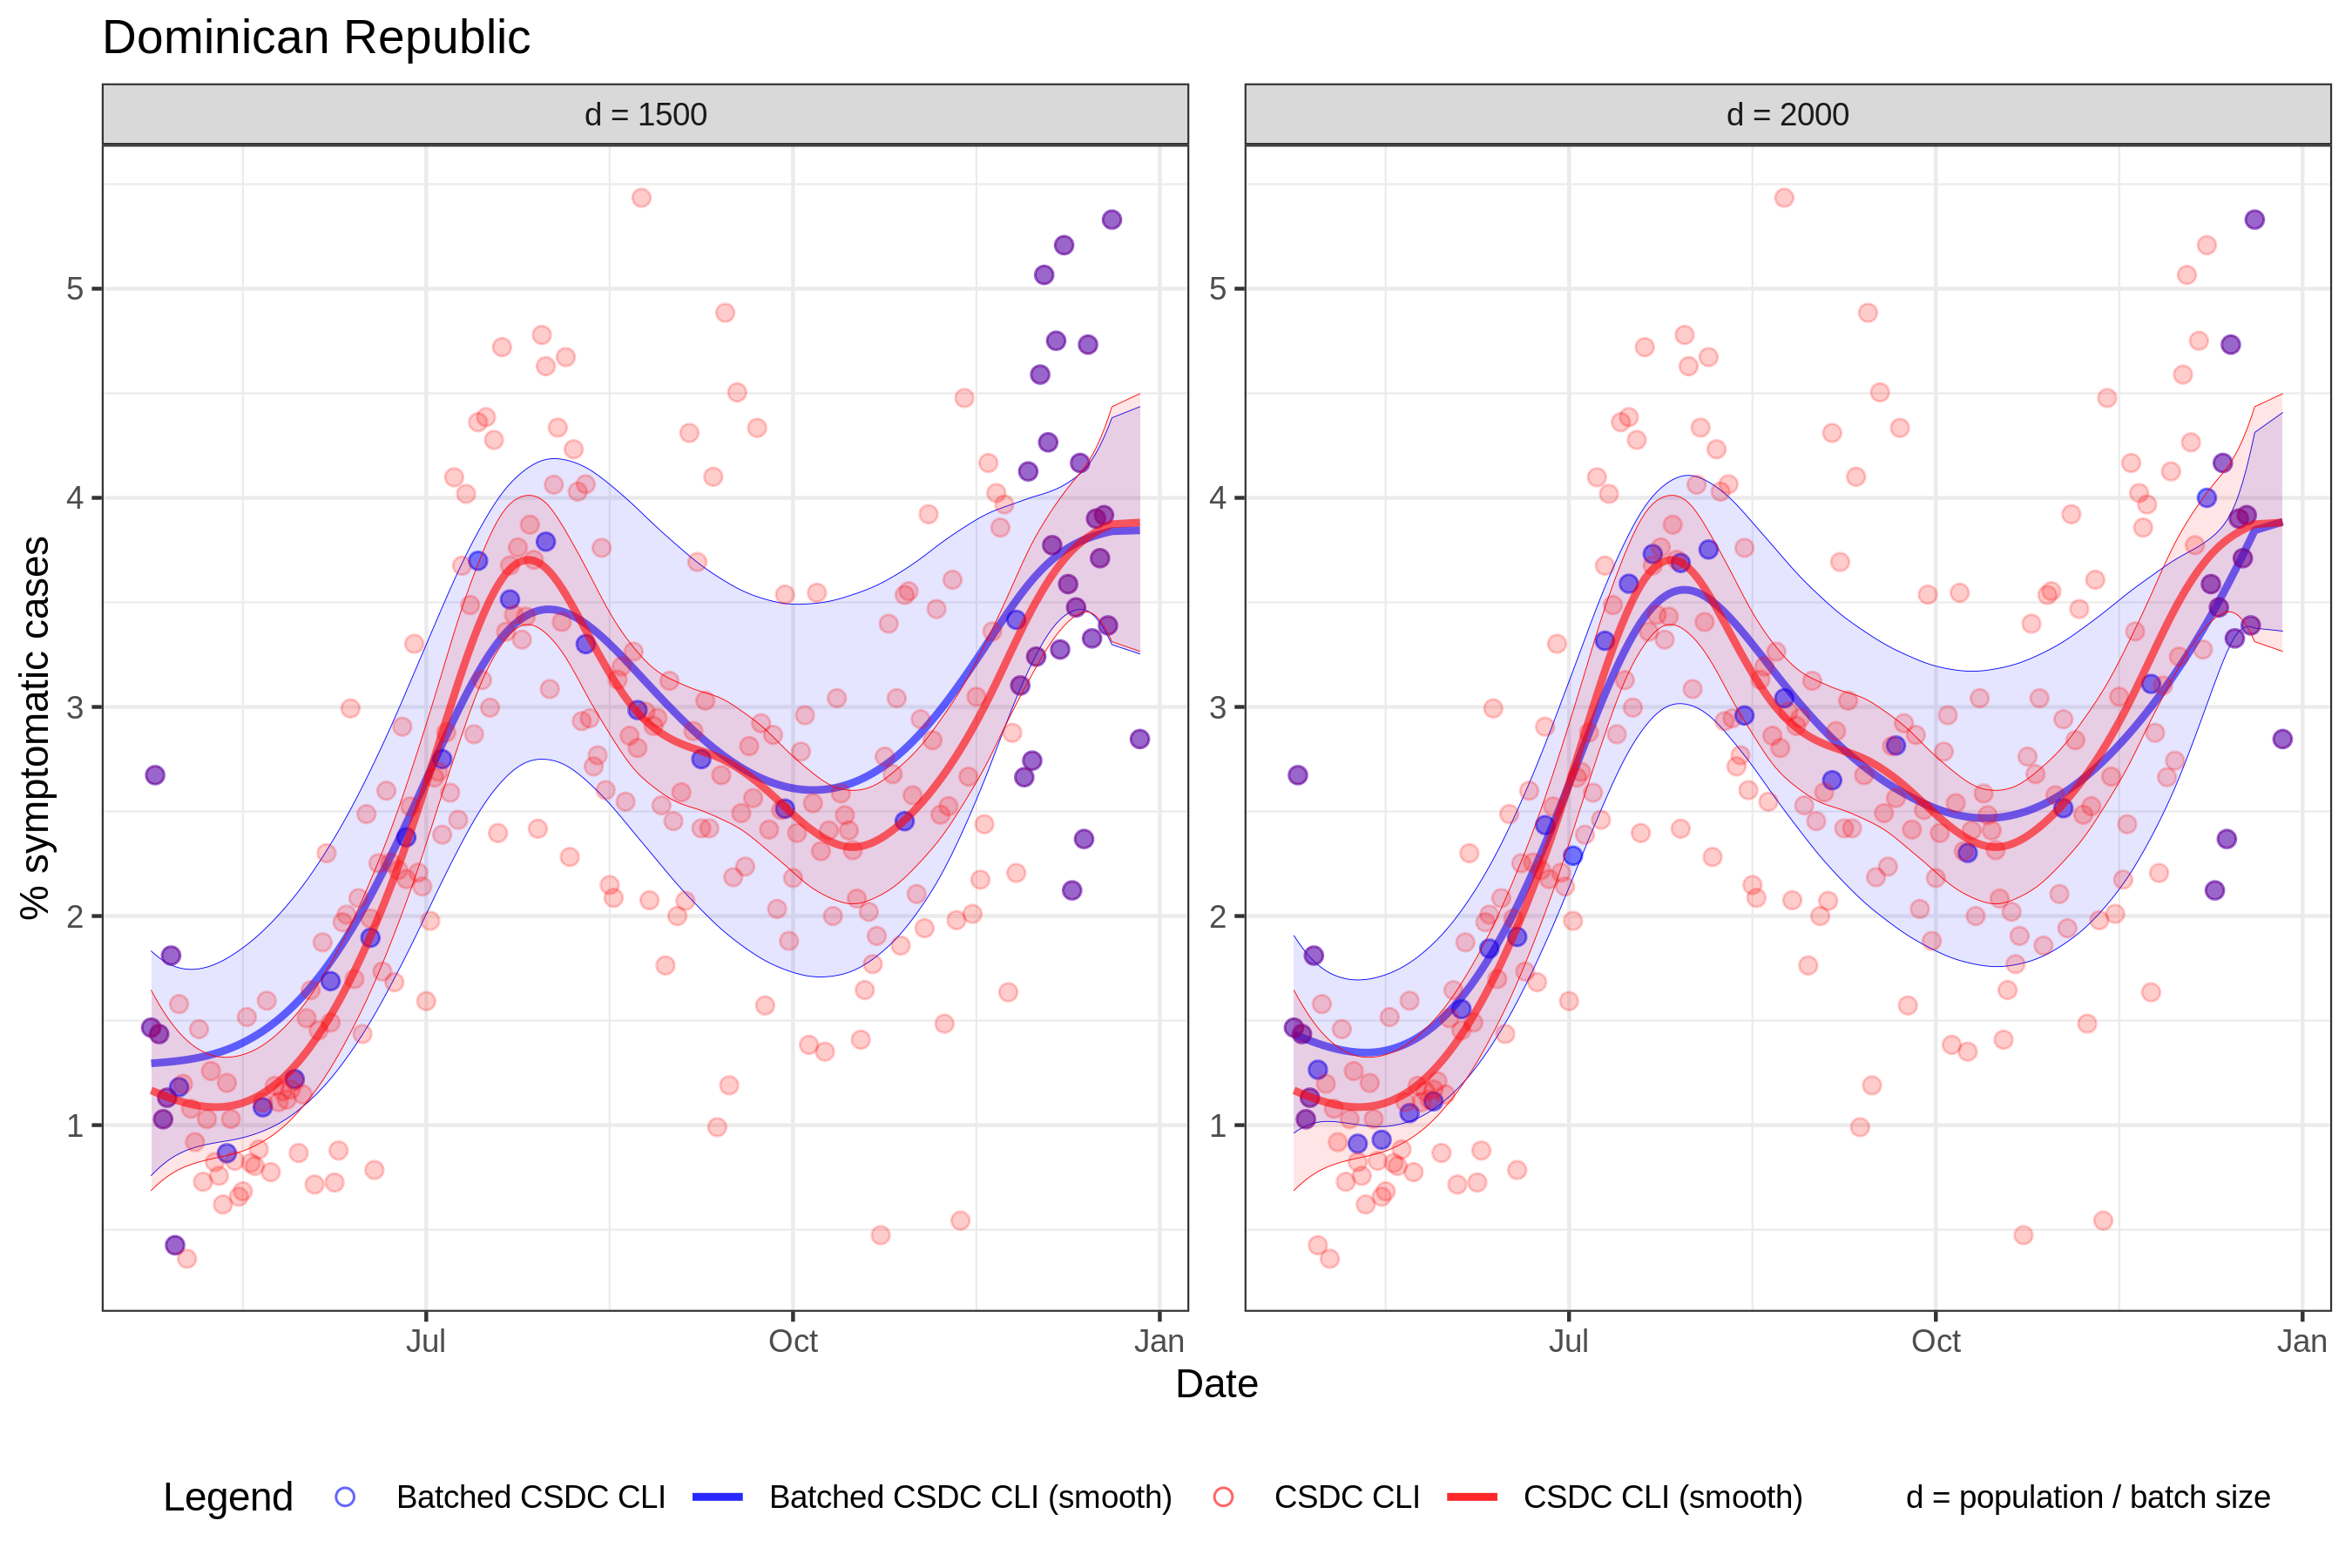 Dominican Republic
d = 1500
d = 2000
% symptomatic cases
5
4
3
2
1
5
4
3
2
1
Jul
Oct
Jan
Jul
Oct
Jan
Date
Legend
Batched CSDC CLI
Batched CSDC CLI (smooth)
CSDC CLI
CSDC CLI (smooth)
d = population / batch size